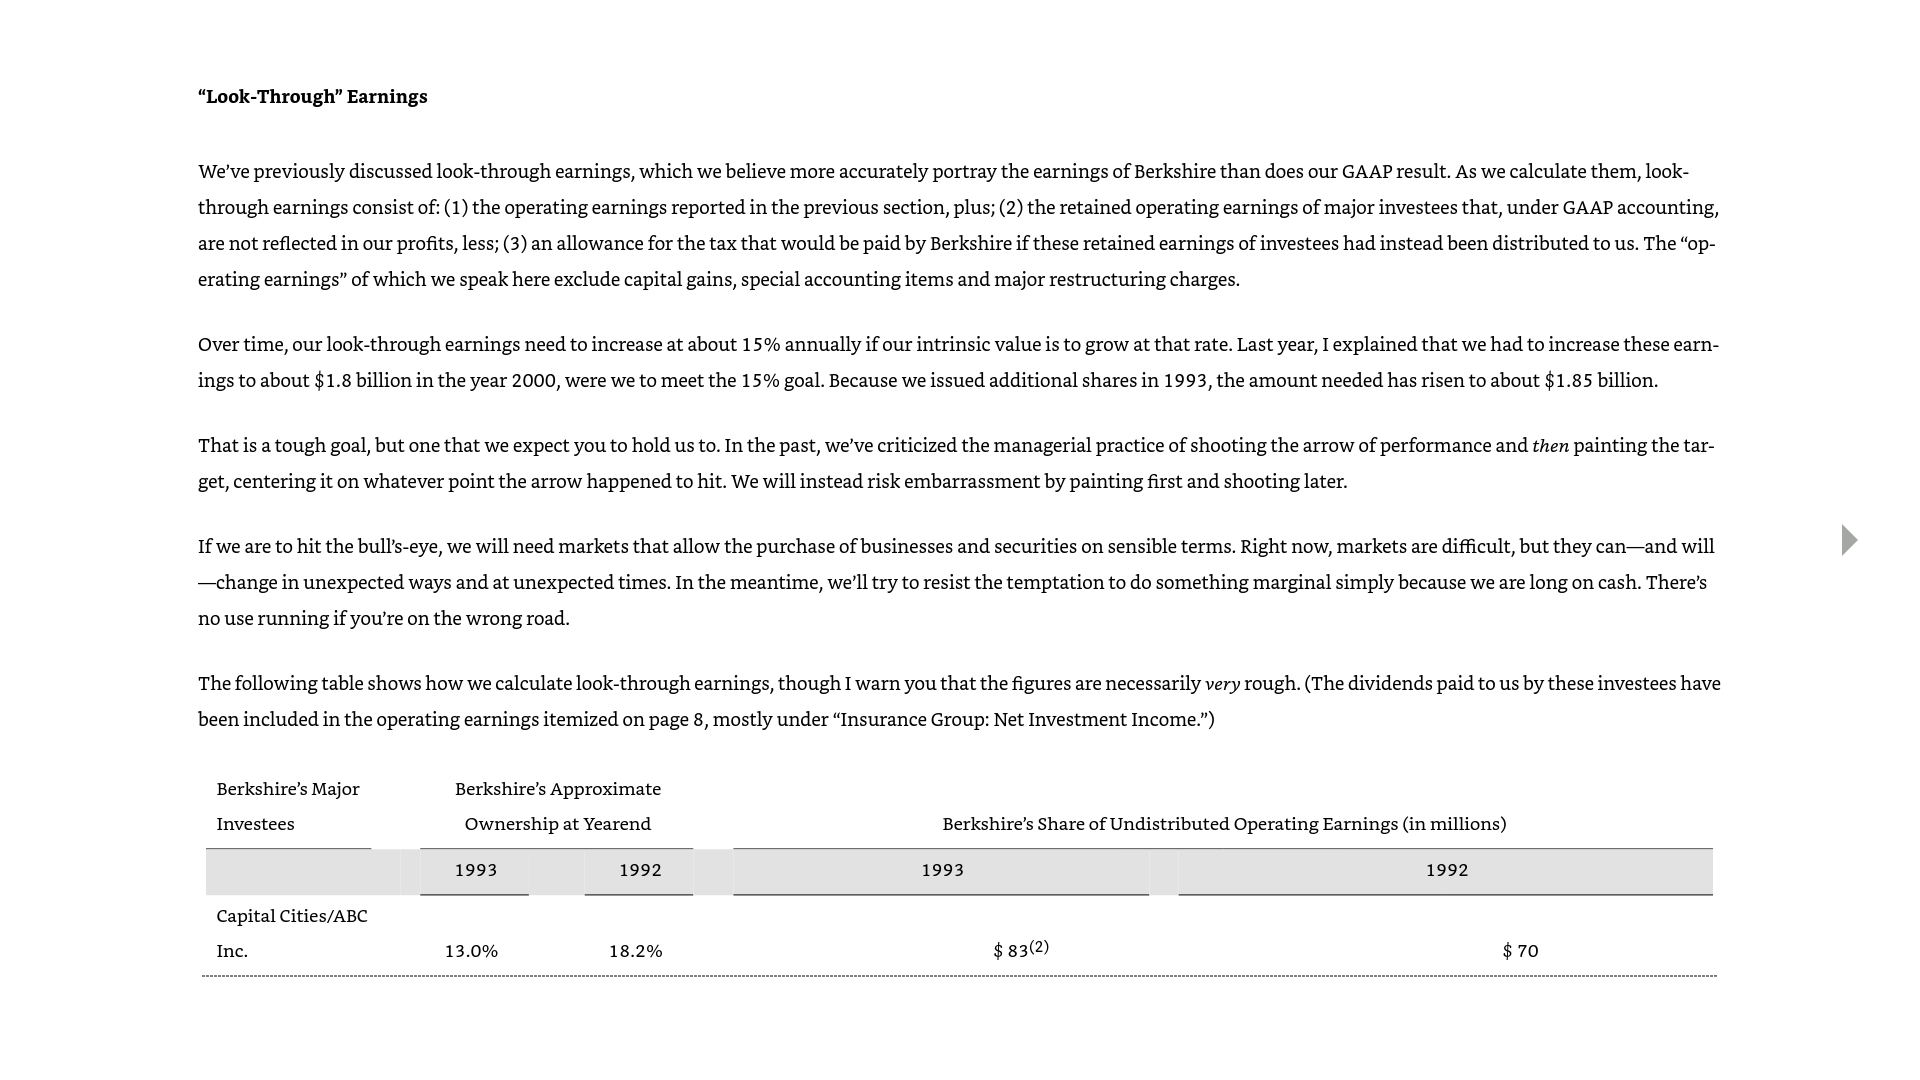 “Look-Through” Earnings
We’ve previously discussed look-through earnings, which we believe more accurately portray the earnings of Berkshire than does our GAAP result. As we calculate them, look-
through earnings consist of: (1) the operating earnings reported in the previous section, plus; (2) the retained operating earnings of major investees that, under GAAP accounting,
are not reflected in our profits, less; (3) an allowance for the tax that would be paid by Berkshire if these retained earnings of investees had instead been distributed to us. The “op-
erating earnings” of which we speak here exclude capital gains, special accounting items and major restructuring charges.
Over time, our look-through earnings need to increase at about 15% annually if our intrinsic value is to grow at that rate. Last year, I explained that we had to increase these earn-
ings to about $1.8 billion in the year 2000, were we to meet the 15% goal. Because we issued additional shares in 1993, the amount needed has risen to about $1.85 billion.
That is a tough goal, but one that we expect you to hold us to. In the past, we’ve criticized the managerial practice of shooting the arrow of performance and then painting the tar-
get, centering it on whatever point the arrow happened to hit. We will instead risk embarrassment by painting first and shooting later.
If we are to hit the bull’s-eye, we will need markets that allow the purchase of businesses and securities on sensible terms. Right now, markets are difficult, but they can—and will
—change in unexpected ways and at unexpected times. In the meantime, we’ll try to resist the temptation to do something marginal simply because we are long on cash. There’s
no use running if you’re on the wrong road.
The following table shows how we calculate look-through earnings, though I warn you that the figures are necessarily very rough. (The dividends paid to us by these investees have
been included in the operating earnings itemized on page 8, mostly under “Insurance Group: Net Investment Income.”)
Berkshire’s Major Berkshire’s Approximate
Investees Ownership at Yearend Berkshire’s Share of Undistributed Operating Earnings (in millions)
1993 1992 1993 1992
Capital Cities/ABC
Inc. 13.0% 18.2% $ 83(2) $ 70